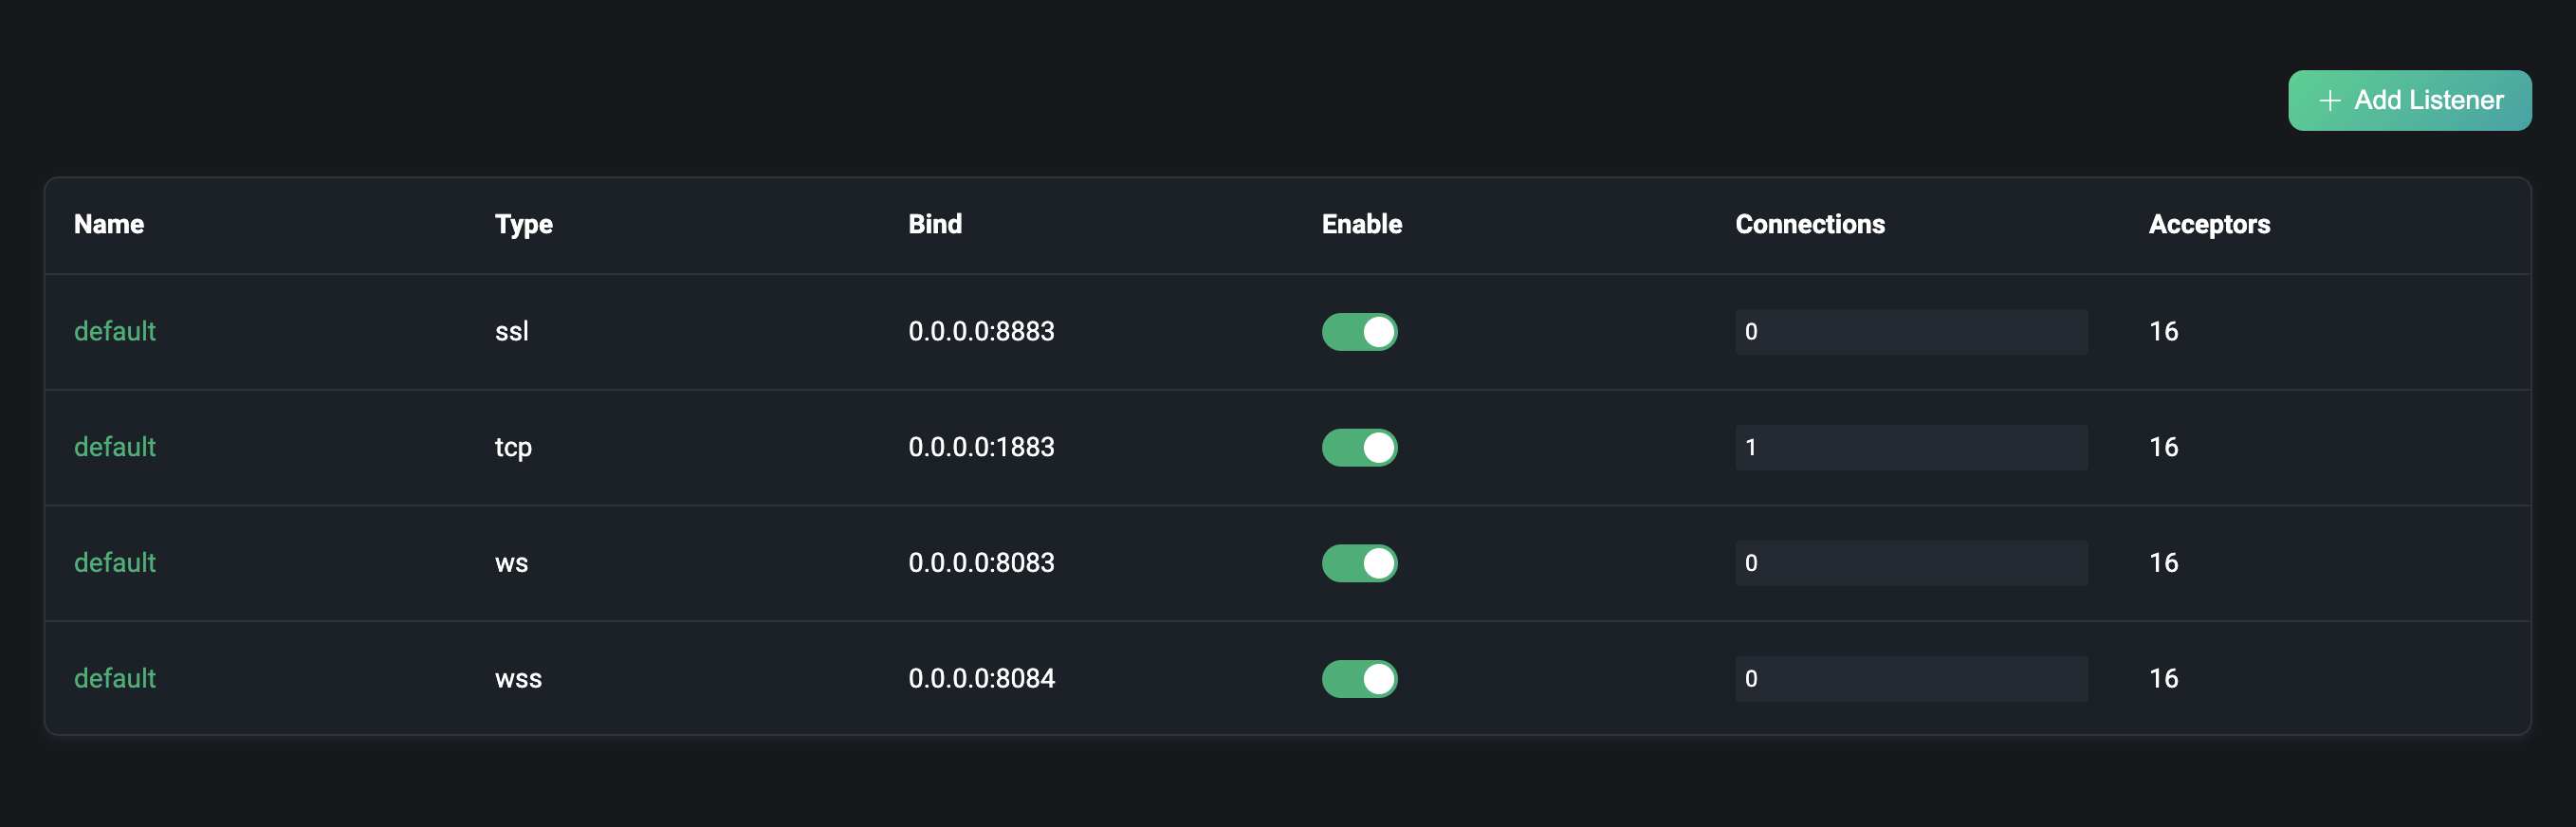 Add Listener
Name Type Bind Enable Connections Acceptors
default ssl 0.0.0.0:8883 0 16
default tcp 0.0.0.0:1883 1 16
default ws 0.0.0.0:8083 0 16
default wss 0.0.0.0:8084 0 16